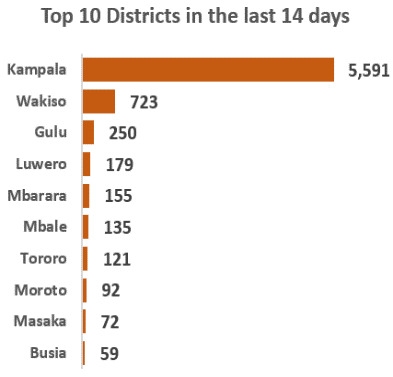 Top 10 Districts in the last 14 days
Kampala 5,591
Wakiso 723
Gulu 250
Luwero 179
Mbarara 155
Mbale 135
Tororo 121
Moroto 92
Masaka 72
Busia 59